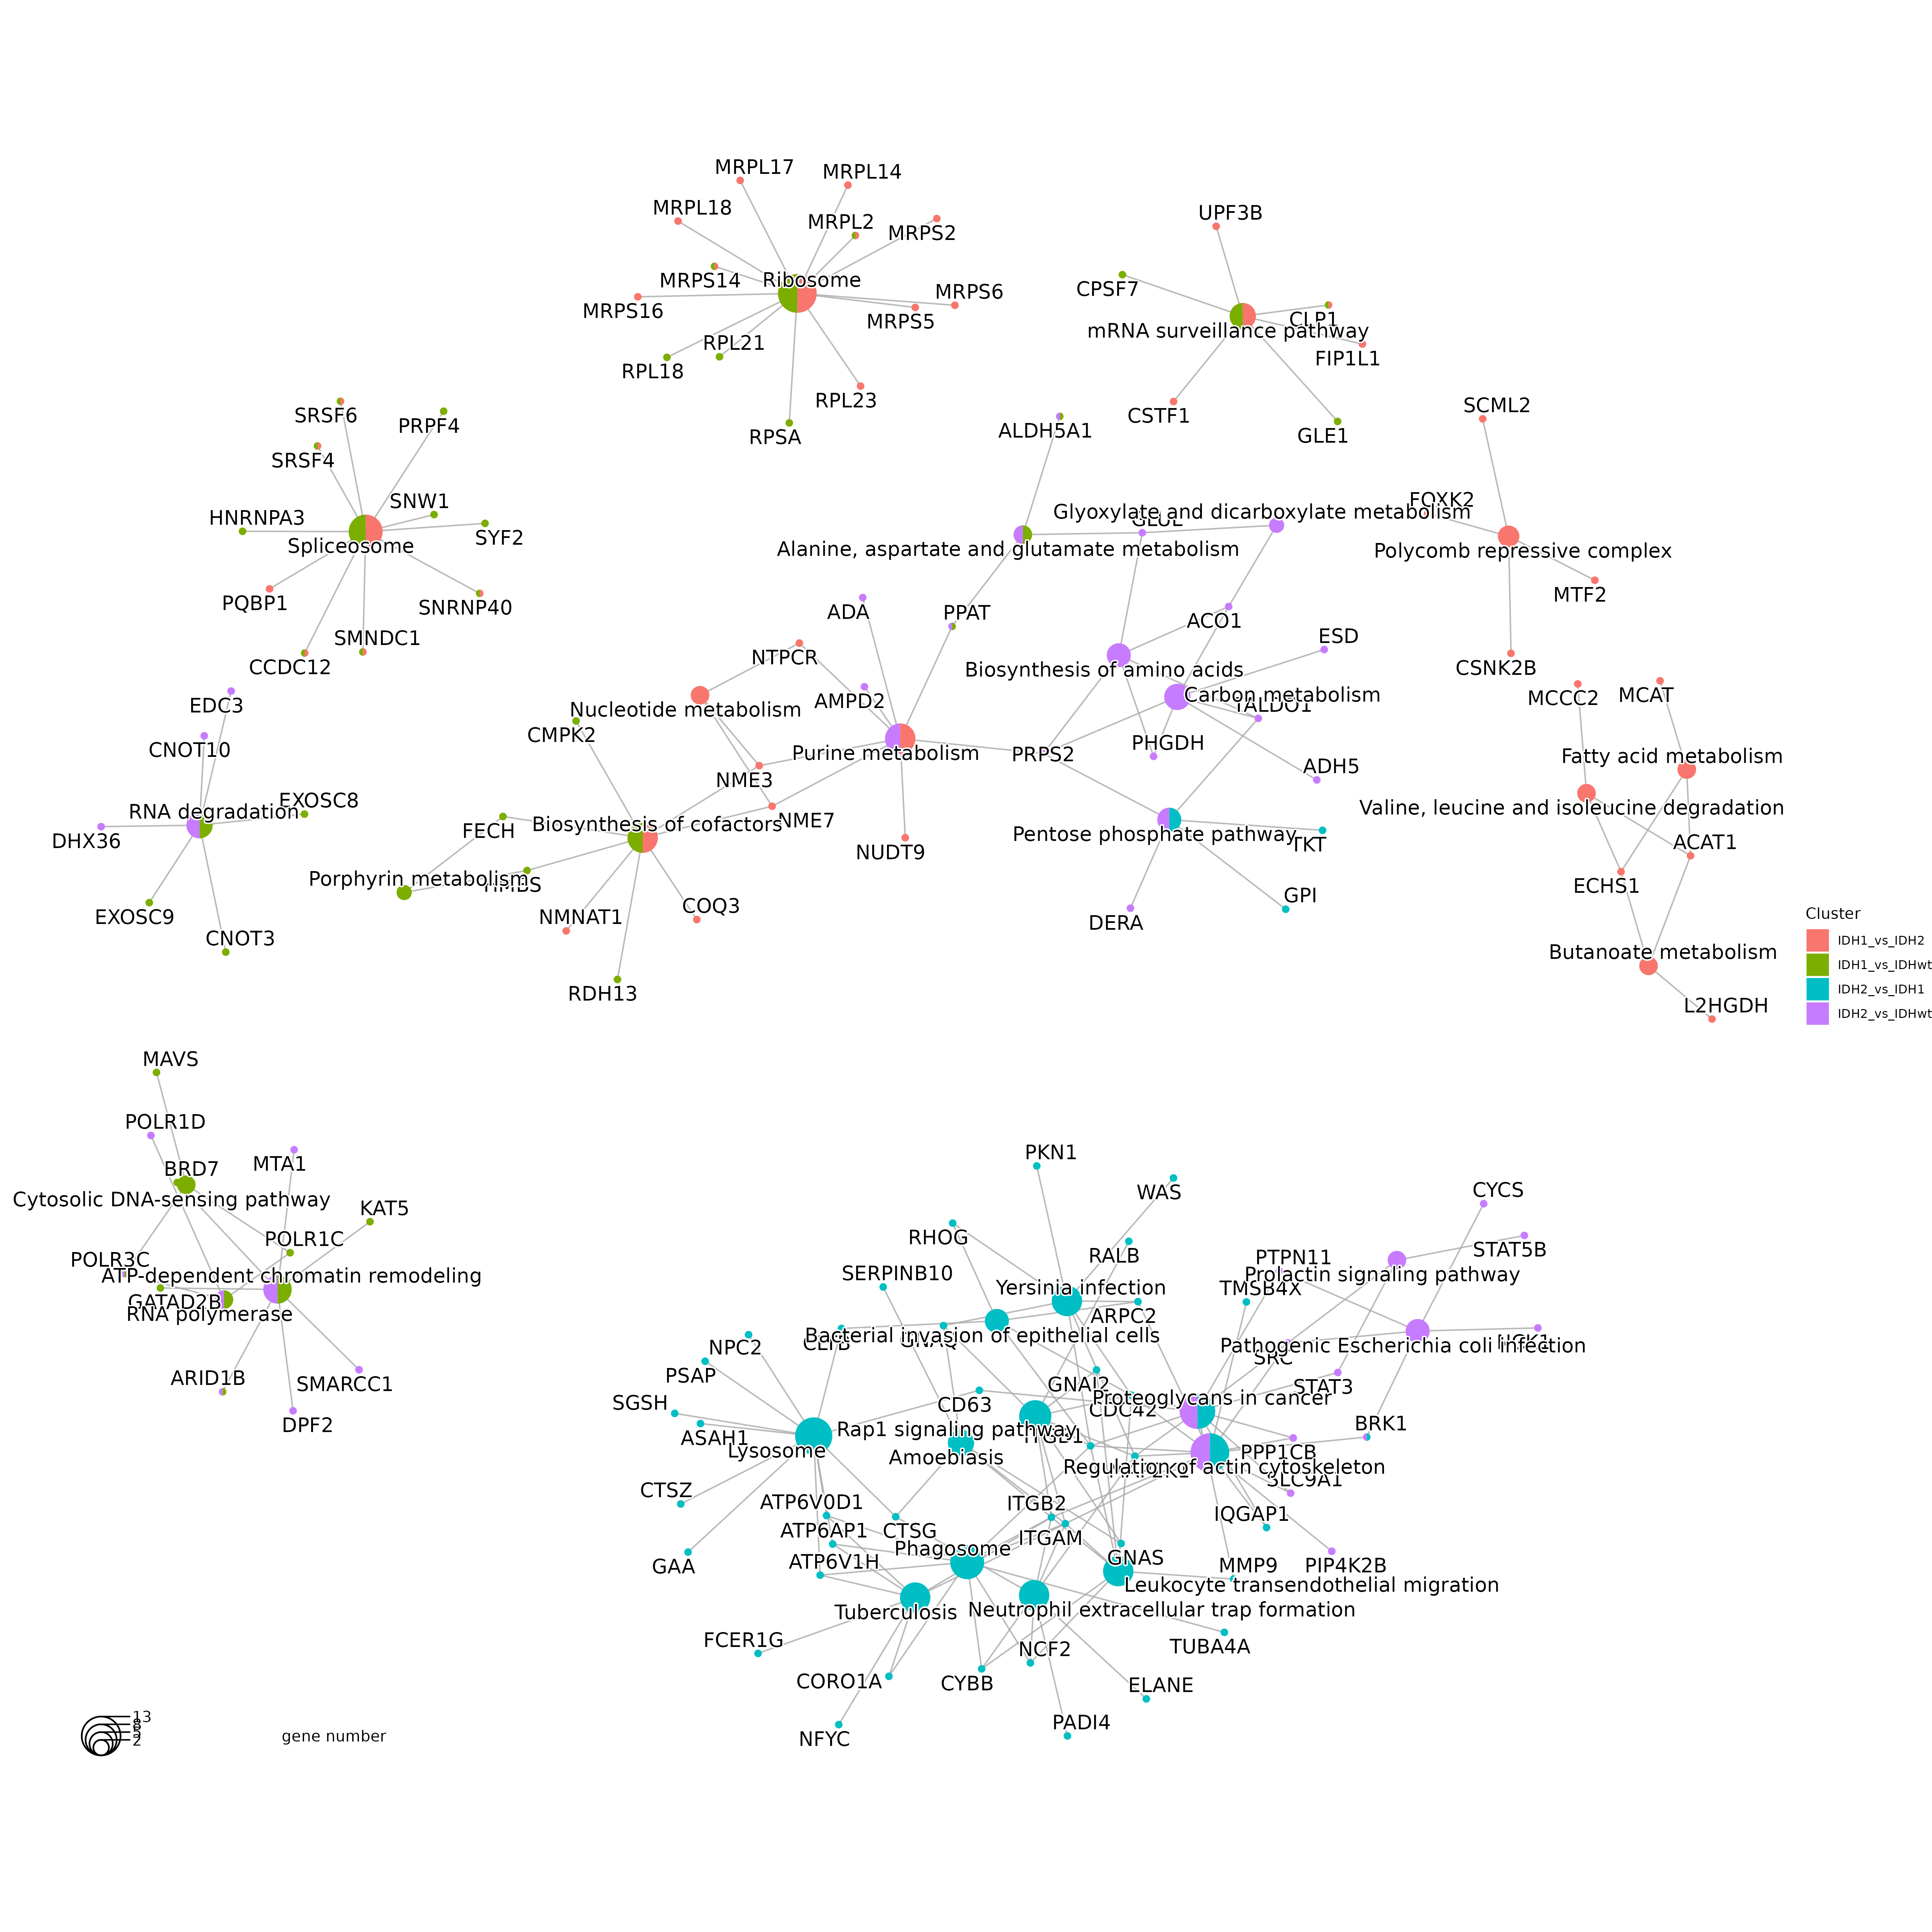 MRPL17
MRPL14
MRPL18
MRPL2
MRPS2
MRPS14
Ribosome
MRPS16
MRPS6
MRPS5
RPL21
RPL18
RPL23
RPSA
UPF3B
CPSF7
CLP1
mRNA surveillance pathway
FIP1L1
CSTF1
GLE1
SRSF6
PRPF4
SRSF4
SNW1
HNRNPA3
SYF2
Spliceosome
PQBP1
SNRNP40
SMNDC1
CCDC12
ALDH5A1
Glyoxylate and dicarboxylate metabolism
GLUL
Alanine, aspartate and glutamate metabolism
SCML2
FOXK2
Polycomb repressive complex
MTF2
CSNK2B
ADA
PPAT
ACO1
ESD
NTPCR
Biosynthesis of amino acids
AMPD2
Carbon metabolism
TALDO1
Nucleotide metabolism
CMPK2
Purine metabolism
PRPS2
PHGDH
ADH5
NME3
NME7
NUDT9
Pentose phosphate pathway
TKT
GPI
DERA
EDC3
CNOT10
RNA degradation
EXOSC8
DHX36
EXOSC9
CNOT3
FECH
Biosynthesis of cofactors
Porphyrin metabolism
HMBS
NMNAT1
COQ3
RDH13
MCCC2
MCAT
Fatty acid metabolism
Valine, leucine and isoleucine degradation
ACAT1
ECHS1
Butanoate metabolism
L2HGDH
Cluster
IDH1_vs_IDH2
IDH1_vs_IDHwt
IDH2_vs_IDH1
IDH2_vs_IDHwt
MAVS
POLR1D
BRD7
MTA1
Cytosolic DNA-sensing pathway
KAT5
POLR1C
POLR3C
ATP-dependent chromatin remodeling
GATAD2B
RNA polymerase
ARID1B
SMARCC1
DPF2
PKN1
WAS
RHOG
RALB
SERPINB10
Yersinia infection
ARPC2
Bacterial invasion of epithelial cells
GNAQ
CYCS
STAT5B
PTPN11
Prolactin signaling pathway
TMSB4X
Pathogenic Escherichia coli infection
SRC
STAT3
NPC2
PSAP
SGSH
ASAH1
Lysosome
CD63
GNAI2
CDC42
Proteoglycans in cancer
Rap1 signaling pathway
ITGB1
Amoebiasis
BRK1
PPP1CB
Regulation of actin cytoskeleton
SLC9A1
CTSZ
ATP6V0D1
ATP6AP1
CTSG
ITGB2
ITGAM
IQGAP1
GAA
ATP6V1H
Phagosome
GNAS
MMP9
PIP4K2B
Leukocyte transendothelial migration
Tuberculosis
Neutrophil extracellular trap formation
FCER1G
NCF2
TUBA4A
CORO1A
CYBB
ELANE
NFYC
PADI4
13
8
5
2
gene number